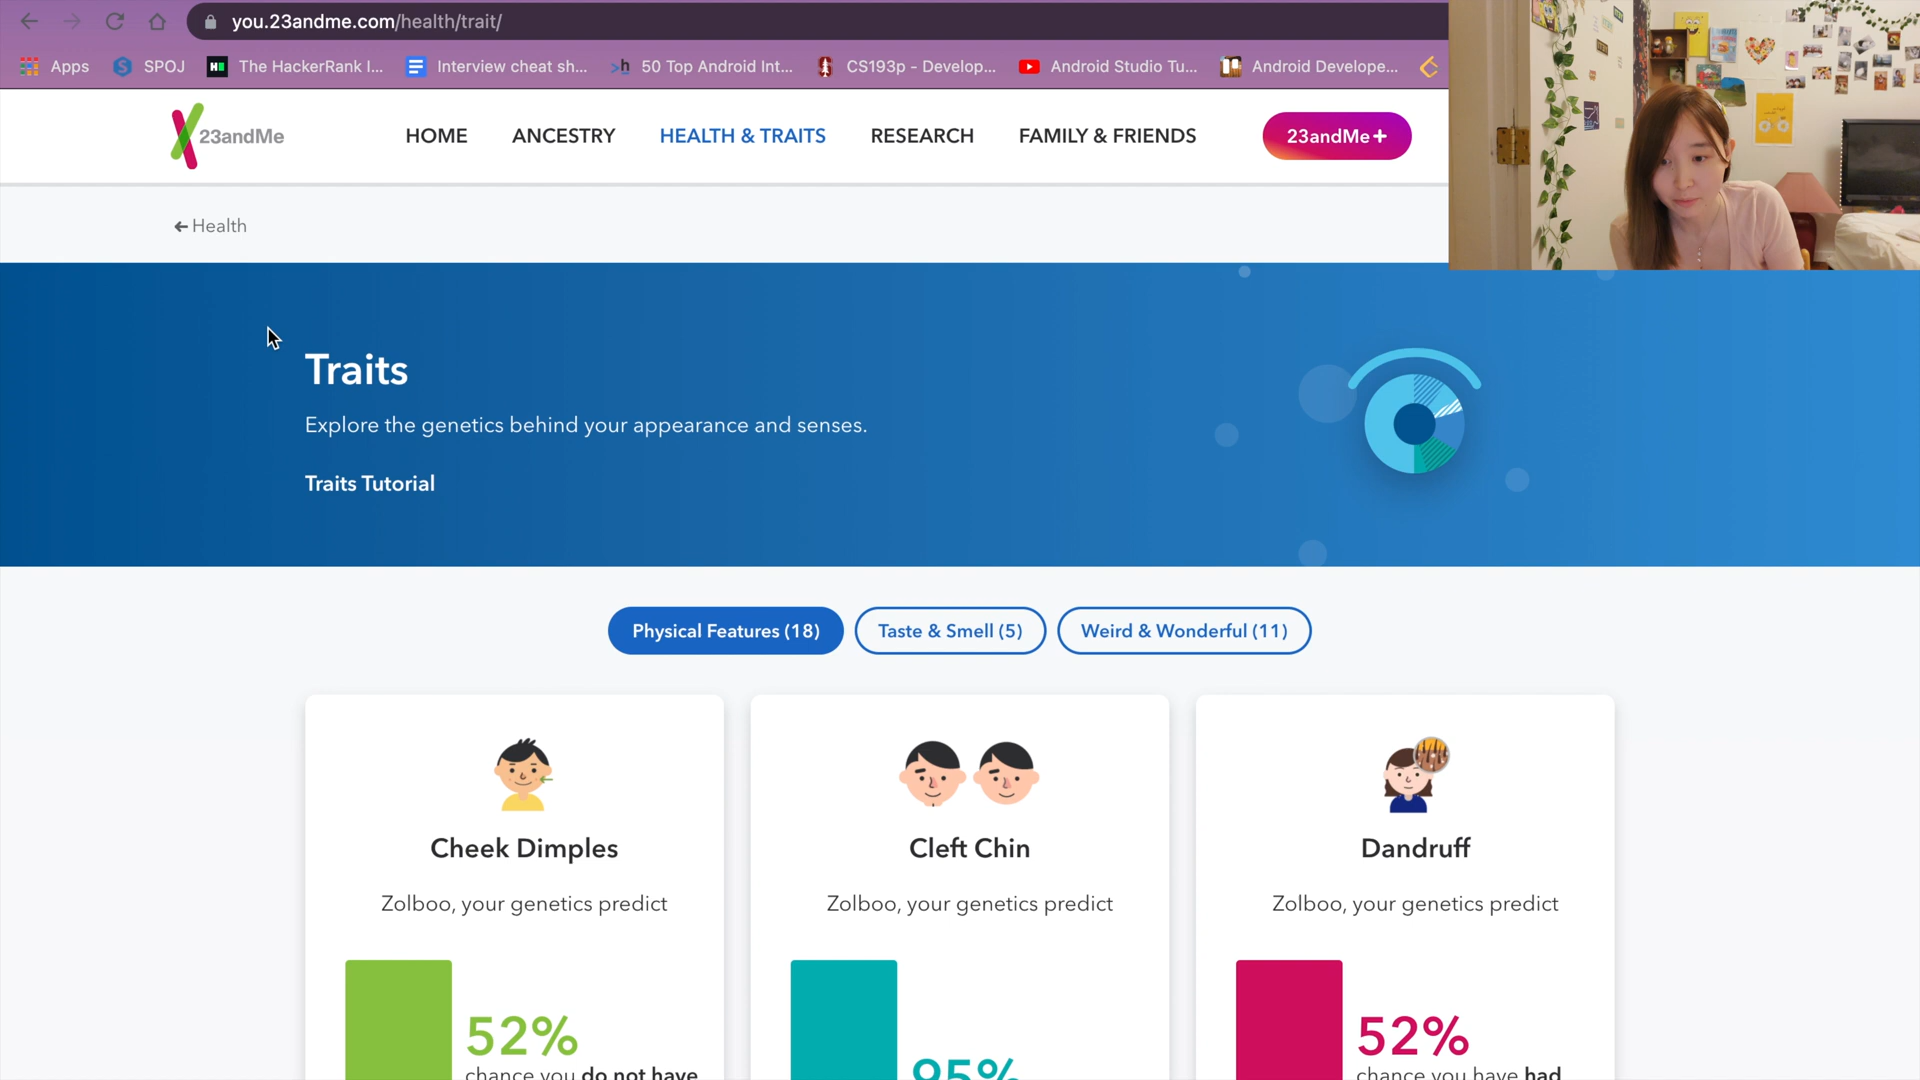 you.23andme.com/health/trait/
Apps
SPOJ
The HackerRank I...
Interview cheat sh...
50 Top Android Int...
CS193p - Develop...
Android Studio Tu...
Android Develope...
23andMe
HOME
ANCESTRY
HEALTH & TRAITS
RESEARCH
FAMILY & FRIENDS
23andMe+
Health
Traits
Explore the genetics behind your appearance and senses.
Traits Tutorial
Physical Features (18)
Taste & Smell (5)
Weird & Wonderful (11)
Cheek Dimples
Zolboo, your genetics predict
52%
chance you do not have
Cleft Chin
Zolboo, your genetics predict
95%
Dandruff
Zolboo, your genetics predict
52%
chance you have had